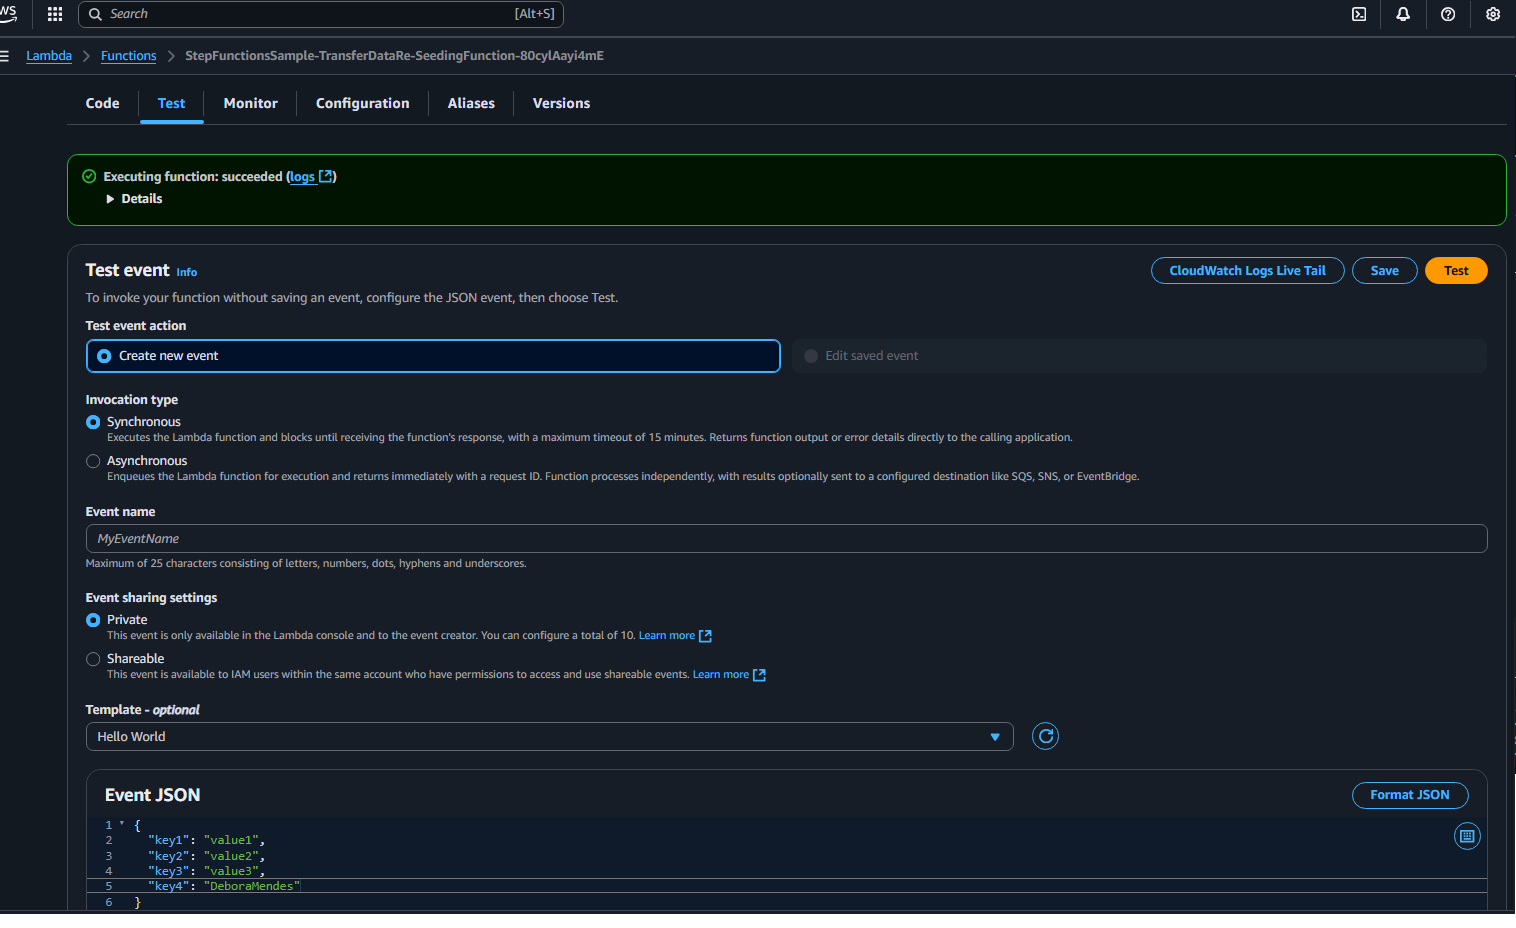 Search [Alt+S]
Lambda Functions StepFunctionsSample-TransferDataRe-SeedingFunction-80cylAayi4mE
Code Test Monitor Configuration Aliases Versions
Executing function: succeeded (logs)
Details
Test event Info CloudWatch Logs Live Tail Save Test
To invoke your function without saving an event, configure the JSON event, then choose Test.
Test event action
Create new event Edit saved event
Invocation type
Synchronous
Executes the Lambda function and blocks until receiving the function's response, with a maximum timeout of 15 minutes. Returns function output or error details directly to the calling application.
Asynchronous
Enqueues the Lambda function for execution and returns immediately with a request ID. Function processes independently, with results optionally sent to a configured destination like SQS, SNS, or EventBridge.
Event name
MyEventName
Maximum of 25 characters consisting of letters, numbers, dots, hyphens and underscores.
Event sharing settings
Private
This event is only available in the Lambda console and to the event creator. You can configure a total of 10. Learn more
Shareable
This event is available to IAM users within the same account who have permissions to access and use shareable events. Learn more
Template - optional
Hello World
Event JSON Format JSON
1 {
2 "key1": "value1",
3 "key2": "value2",
4 "key3": "value3",
5 "key4": "DeboraMendes"
6 }